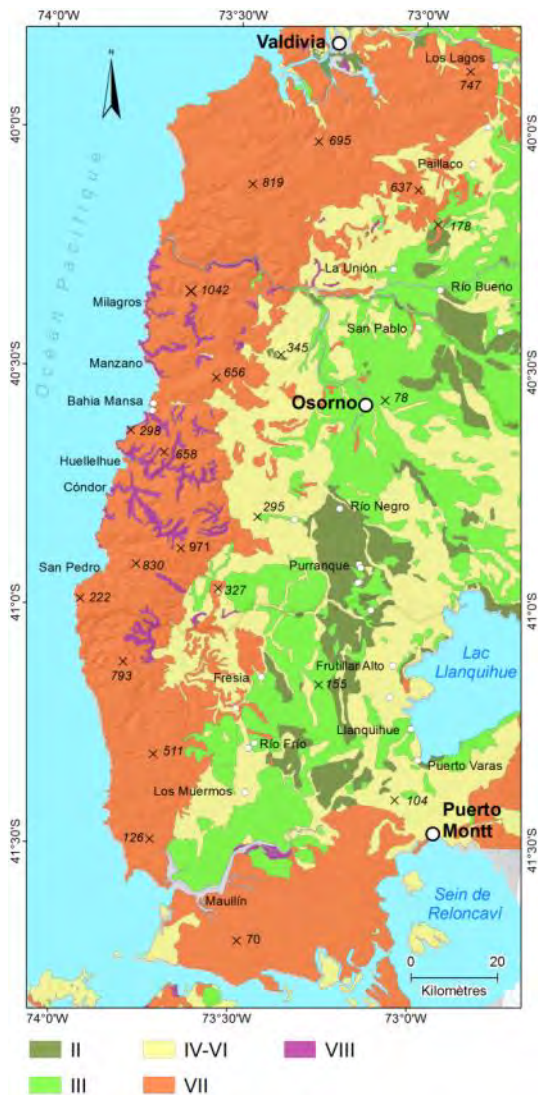 74°0'W
73°30'W
73°0'W
Valdivia
Los Lagos
747
N
40°0'S
40°0'S
695
Paillaco
819
637
178
Océan Pacifique
La Unión
1042
Río Bueno
Milagros
San Pablo
345
Manzano
40°30'S
40°30'S
656
78
Bahia Mansa
Osorno
298
658
Huellelhue
Cóndor
295
Río Negro
971
Purranque
San Pedro
830
327
222
41°0'S
41°0'S
Lac
Llanquihue
793
Frutillar Alto
Fresia
155
Llanquihue
511
Río Frío
Puerto Varas
Los Muermos
104
Puerto
Montt
126
41°30'S
41°30'S
Maullín
Sein de
Reloncaví
70
0 20
Kilomètres
74°0'W
73°30'W
73°0'W
II
IV-VI
VIII
III
VII